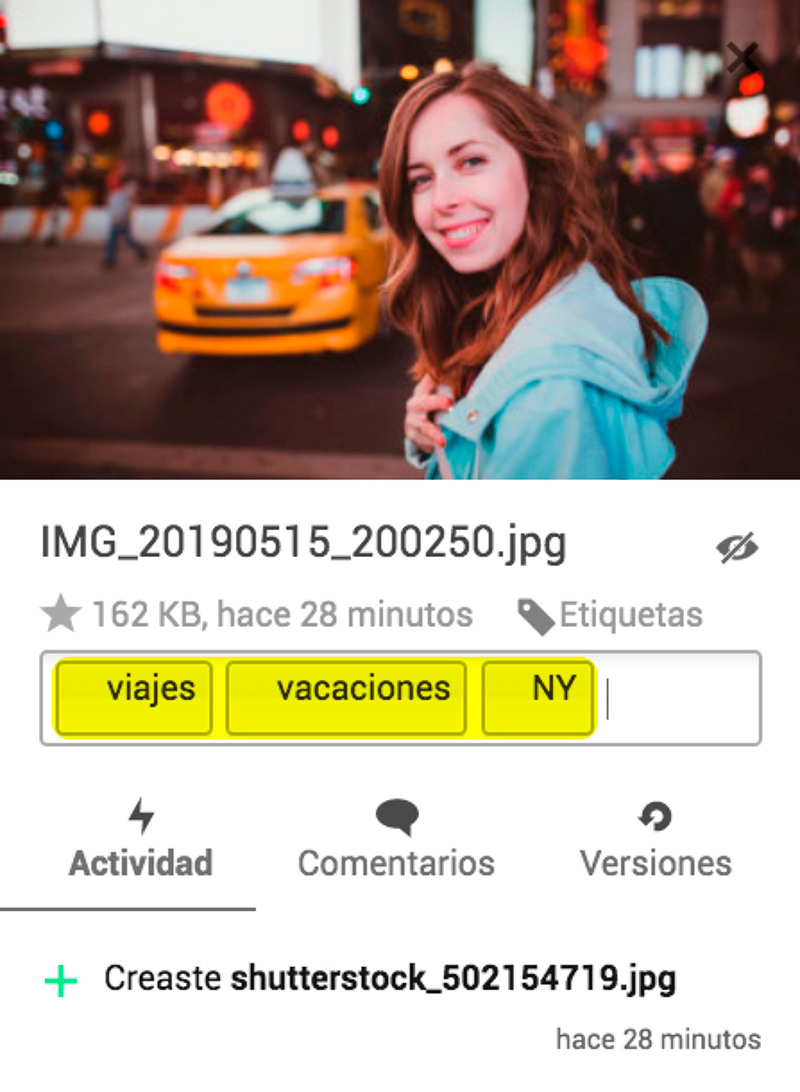 IMG_20190515_200250.jpg
162 KB, hace 28 minutos Etiquetas
viajes vacaciones NY
Actividad Comentarios Versiones
Creaste shutterstock_502154719.jpg
hace 28 minutos